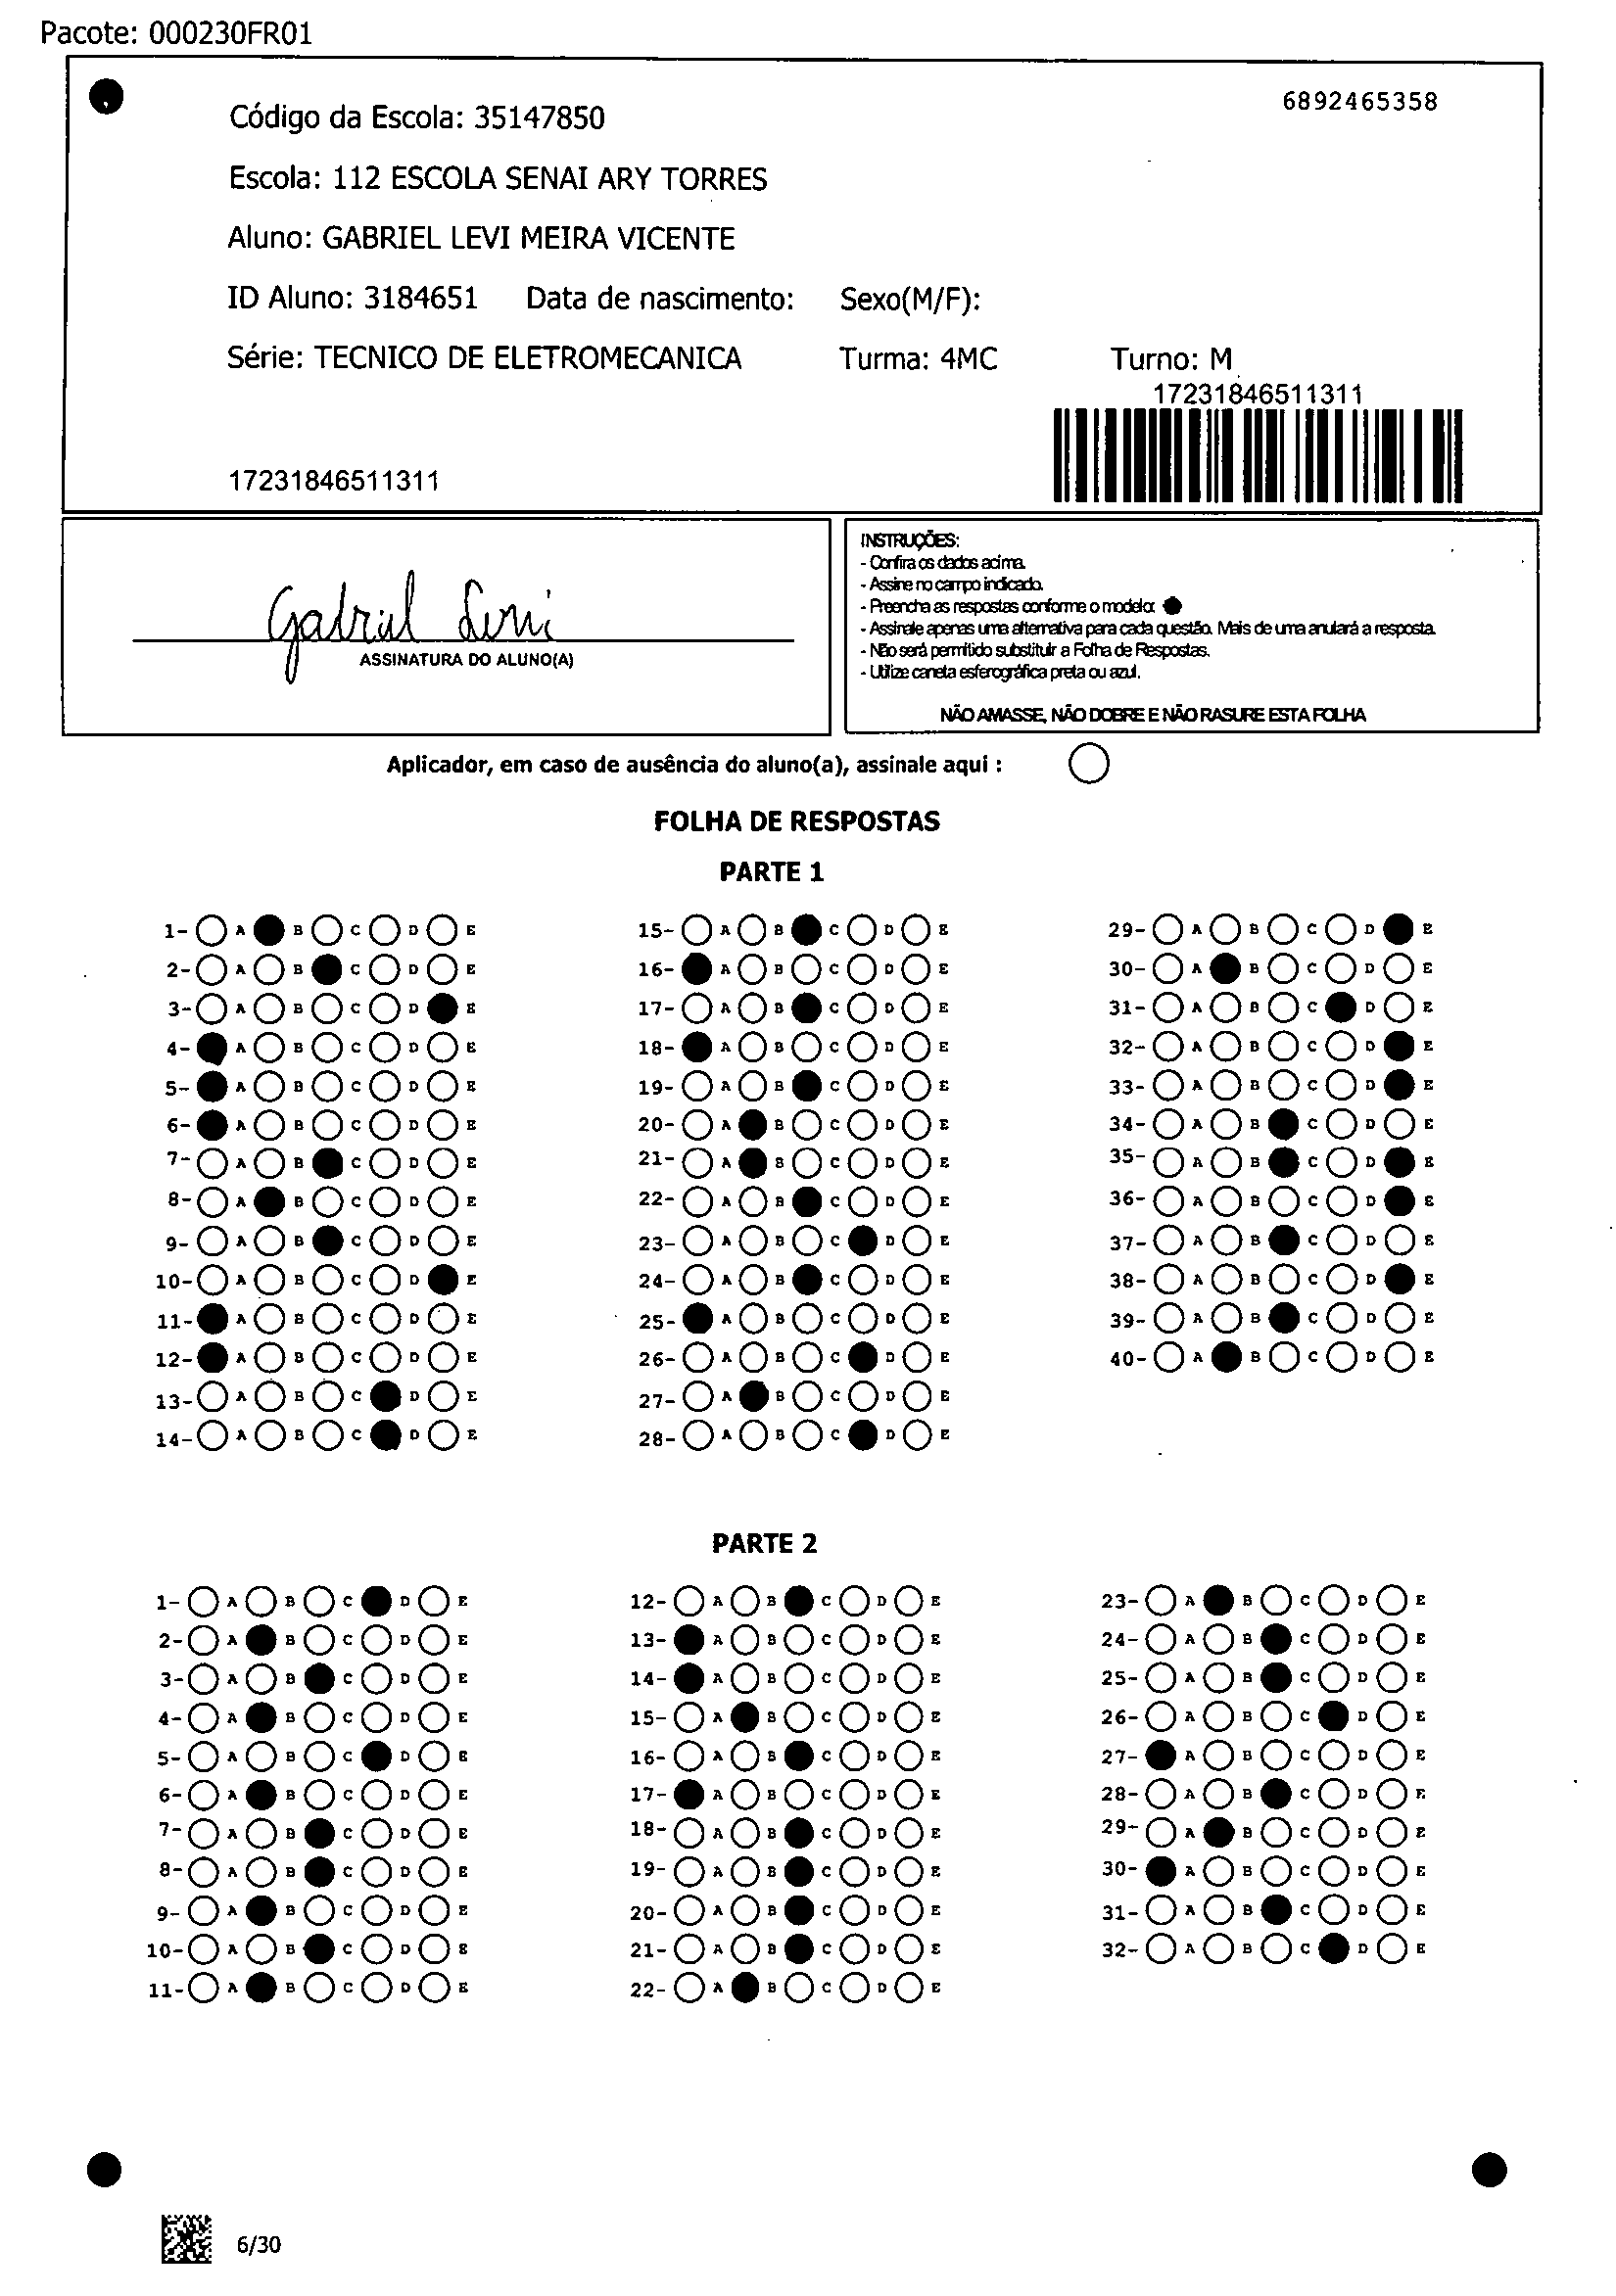 Pacote: 000230FR01
6892465358
Código da Escola: 35147850
Escola: 112 ESCOLA SENAI ARY TORRES
Aluno: GABRIEL LEVI MEIRA VICENTE
ID Aluno: 3184651 Data de nascimento: Sexo(M/F):
Série: TECNICO DE ELETROMECANICA Turma: 4MC Turno: M
17231846511311
17231846511311
Gabriel Levi
ASSINATURA DO ALUNO(A)
INSTRUÇÕES:
- Confira os dados acima.
- Assine no campo indicado.
- Preencha as respostas conforme o modelo:
- Assinale apenas uma alternativa para cada questão. Mais de uma anulará a resposta.
- Não será permitido substituir a Folha de Respostas.
- Utilize caneta esferográfica preta ou azul.
NÃO AMASSE, NÃO DOBRE E NÃO RASURE ESTA FOLHA
Aplicador, em caso de ausência do aluno(a), assinale aqui :
FOLHA DE RESPOSTAS
PARTE 1
1- A B C D E 15- A B C D E 29- A B C D E
2- A B C D E 16- A B C D E 30- A B C D E
3- A B C D E 17- A B C D E 31- A B C D E
4- A B C D E 18- A B C D E 32- A B C D E
5- A B C D E 19- A B C D E 33- A B C D E
6- A B C D E 20- A B C D E 34- A B C D E
7- A B C D E 21- A B C D E 35- A B C D E
8- A B C D E 22- A B C D E 36- A B C D E
9- A B C D E 23- A B C D E 37- A B C D E
10- A B C D E 24- A B C D E 38- A B C D E
11- A B C D E 25- A B C D E 39- A B C D E
12- A B C D E 26- A B C D E 40- A B C D E
13- A B C D E 27- A B C D E
14- A B C D E 28- A B C D E
PARTE 2
1- A B C D E 12- A B C D E 23- A B C D E
2- A B C D E 13- A B C D E 24- A B C D E
3- A B C D E 14- A B C D E 25- A B C D E
4- A B C D E 15- A B C D E 26- A B C D E
5- A B C D E 16- A B C D E 27- A B C D E
6- A B C D E 17- A B C D E 28- A B C D E
7- A B C D E 18- A B C D E 29- A B C D E
8- A B C D E 19- A B C D E 30- A B C D E
9- A B C D E 20- A B C D E 31- A B C D E
10- A B C D E 21- A B C D E 32- A B C D E
11- A B C D E 22- A B C D E
6/30